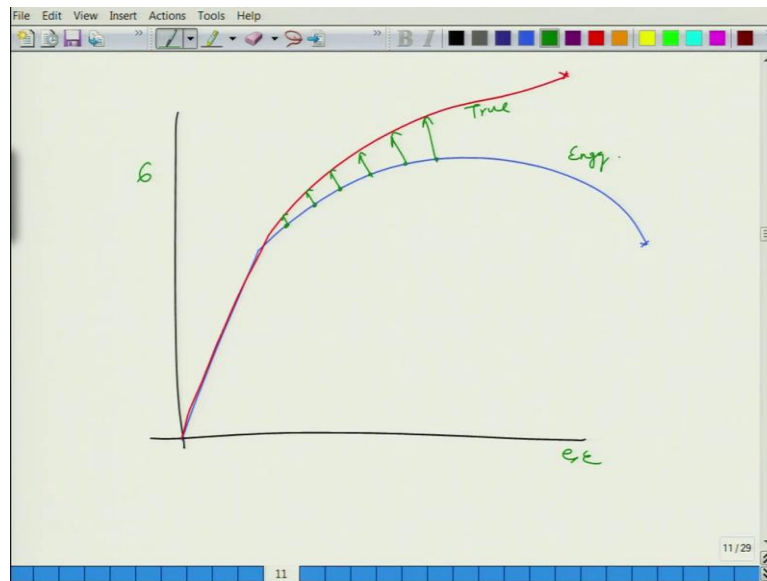 File Edit View Insert Actions Tools Help
» » B I
True
Engg.
σ
e, ε
11/29
11